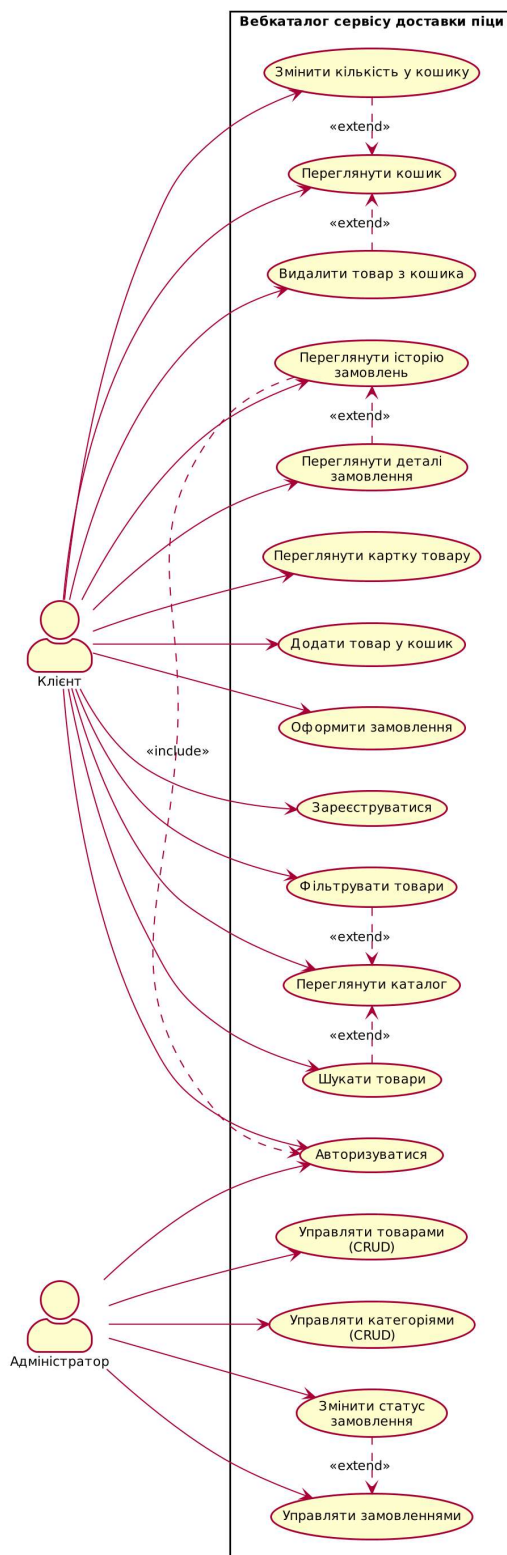 Вебкаталог сервісу доставки піци
Змінити кількість у кошику
«extend»
Переглянути кошик
«extend»
Видалити товар з кошика
Переглянути історію
замовлень
«extend»
Переглянути деталі
замовлення
Переглянути картку товару
Додати товар у кошик
Клієнт
Оформити замовлення
«include»
Зареєструватися
Фільтрувати товари
«extend»
Переглянути каталог
«extend»
Шукати товари
Авторизуватися
Управляти товарами
(CRUD)
Управляти категоріями
(CRUD)
Адміністратор
Змінити статус
замовлення
«extend»
Управляти замовленнями